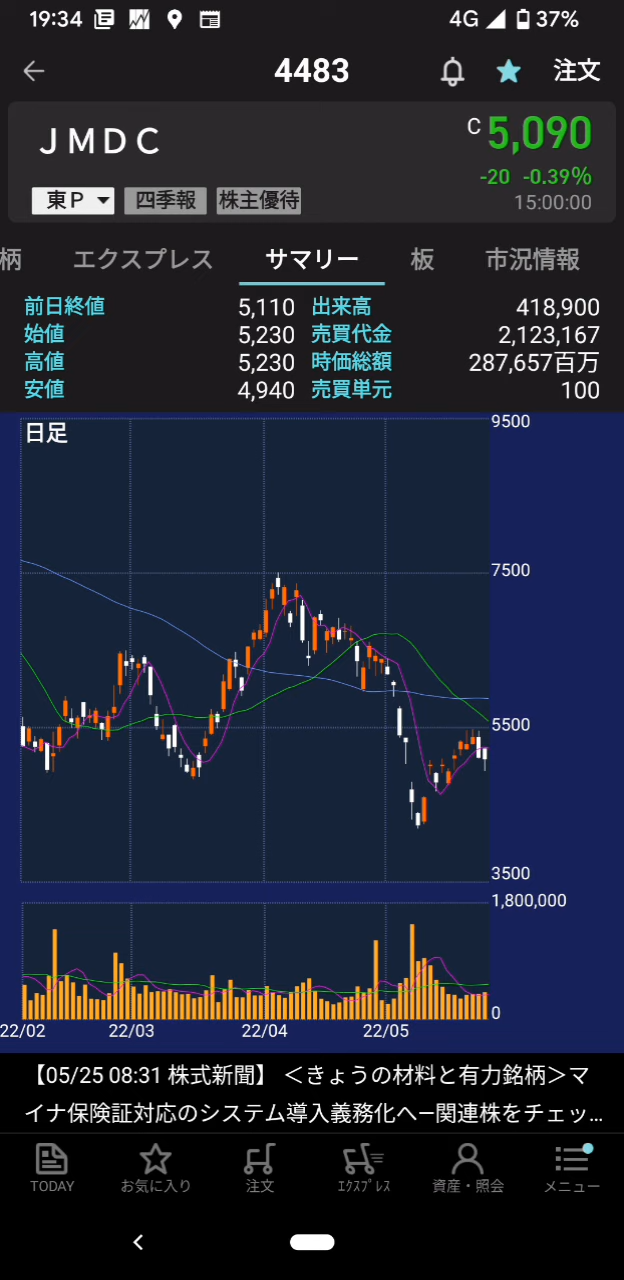 19:34 4G 37%
4483 注文
JMDC C 5,090
-20 -0.39%
東P 四季報 株主優待 15:00:00
柄 エクスプレス サマリー 板 市況情報
前日終値 5,110 出来高 418,900
始値 5,230 売買代金 2,123,167
高値 5,230 時価総額 287,657百万
安値 4,940 売買単元 100
日足
9500
7500
5500
3500
1,800,000
0
22/02 22/03 22/04 22/05
【05/25 08:31 株式新聞】 ＜きょうの材料と有力銘柄＞マ
イナ保険証対応のシステム導入義務化へ―関連株をチェッ...
TODAY お気に入り 注文 ｴｸｽﾌﾟﾚｽ 資産・照会 メニュー